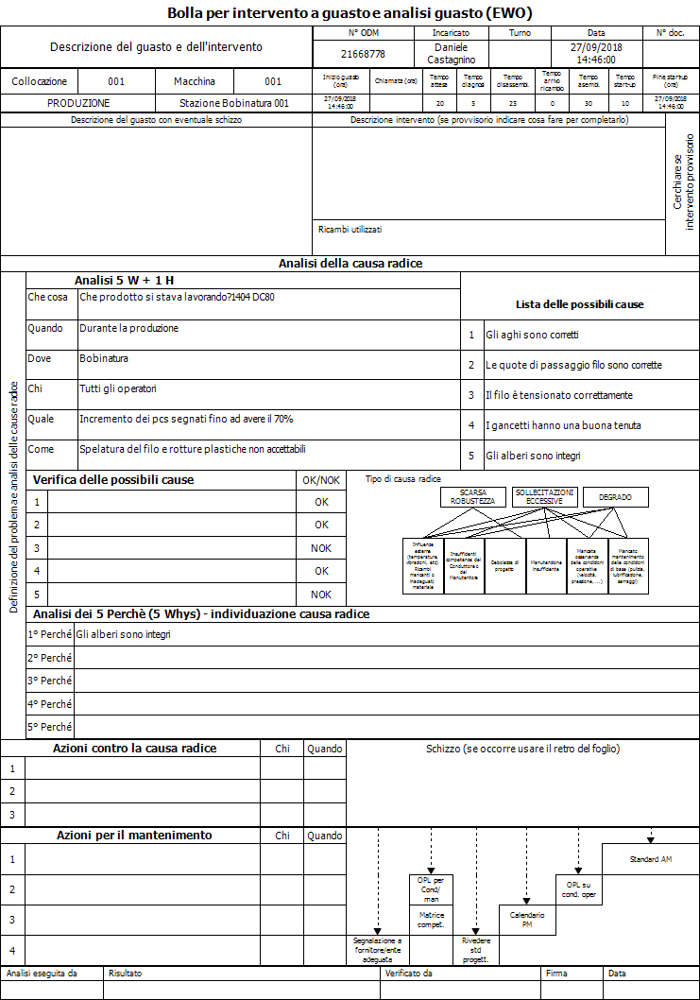 Bolla per intervento a guasto e analisi guasto (EWO)
Descrizione del guasto e dell'intervento
N° ODM
Incaricato
Turno
Data
N° doc.
21668778
Daniele
Castagnino
27/09/2018
14:46:00
Collocazione
001
Macchina
001
Inizio guasto
(ora)
Chiamata (ora)
Tempo
attesa
Tempo
diagnosi
Tempo
disassembl.
Tempo
arrivo
ricambio
Tempo
asembl.
Tempo
start-up
Fine start-up
(ora)
PRODUZIONE
Stazione Bobinatura 001
27/09/2018
14:46:00
20
5
25
0
30
10
27/09/2018
14:46:00
Descrizione del guasto con eventuale schizzo
Descrizione intervento (se provvisorio indicare cosa fare per completarlo)
Cerchiare se
intervento provvisorio
Ricambi utilizzati
Analisi della causa radice
Definizione del problema e analisi delle cause radice
Analisi 5 W + 1 H
Che cosa
Che prodotto si stava lavorando?1404 DC80
Quando
Durante la produzione
Dove
Bobinatura
Chi
Tutti gli operatori
Quale
Incremento dei pcs segnati fino ad avere il 70%
Come
Spelatura del filo e rotture plastiche non accettabili
Lista delle possibili cause
1
Gli aghi sono corretti
2
Le quote di passaggio filo sono corrette
3
Il filo è tensionato correttamente
4
I gancetti hanno una buona tenuta
5
Gli alberi sono integri
Verifica delle possibili cause
OK/NOK
1
OK
2
OK
3
NOK
4
OK
5
NOK
Tipo di causa radice
SCARSA
ROBUSTEZZA
SOLLECITAZIONI
ECCESSIVE
DEGRADO
Influenze
esterne
(temperatura,
vibrazioni, etc)
Ricambi
mancanti o
inadeguati,
materiale
Insufficienti
competenze del
Conduttore o
del
Manutentore
Debolezza di
progetto
Manutenzione
insufficiente
Mancata
osservanza
delle condizioni
operative
(velocità,
pressione, ...)
Mancato
mantenimento
delle condizioni
di base (pulizia,
lubrificazione,
serraggi)
Analisi dei 5 Perchè (5 Whys) - individuazione causa radice
1° Perché
Gli alberi sono integri
2° Perché
3° Perché
4° Perché
5° Perché
Azioni contro la causa radice
Chi
Quando
1
2
3
Schizzo (se occorre usare il retro del foglio)
Azioni per il mantenimento
Chi
Quando
1
2
3
4
Standard AM
OPL per
Cond/
man
OPL su
cond. oper
Matrice
compet.
Calendario
PM
Segnalazione a
fornitore/ente
adeguata
Rivedere
std
progett.
Analisi eseguita da
Risultato
Verificato da
Firma
Data